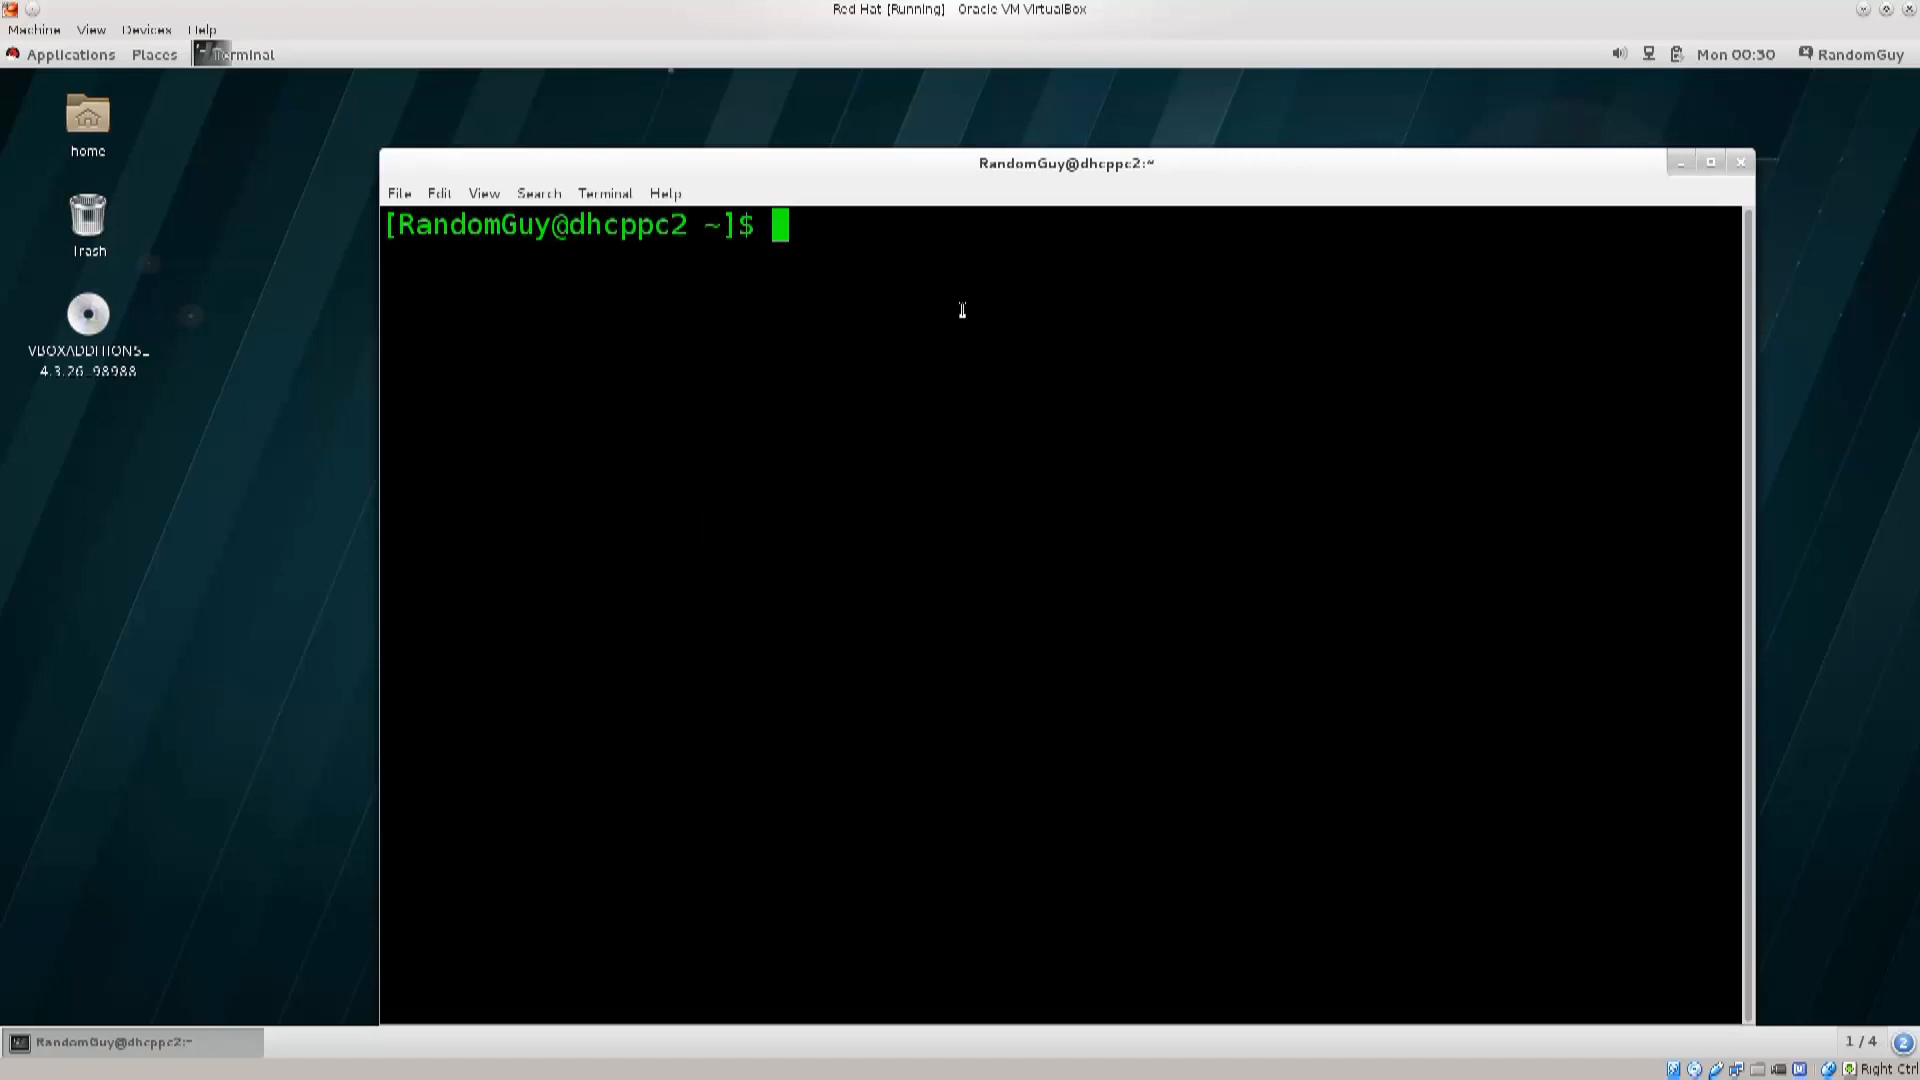 Red Hat [Running] Oracle VM VirtualBox
Machine View Devices Help
Applications Places Terminal Mon 00:30 RandomGuy
home
Trash
VBOXADDITIONS_
4.3.26_98988
RandomGuy@dhcppc2:~
File Edit View Search Terminal Help
[RandomGuy@dhcppc2 ~]$
RandomGuy@dhcppc2:~
1 / 4 2
Right Ctrl